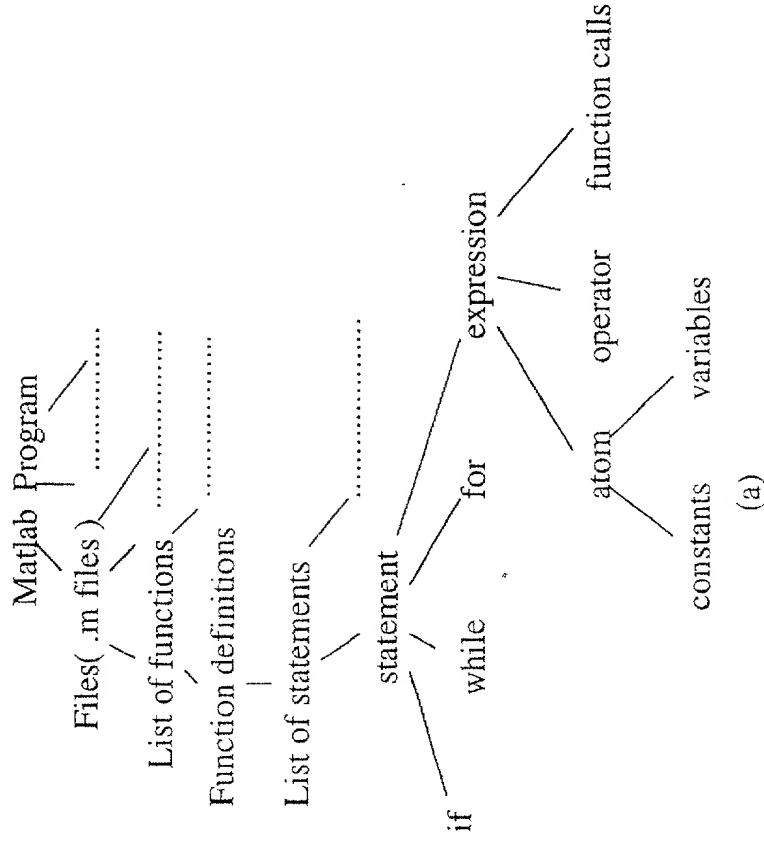 Matlab Program
Files( .m files ) ....................
List of functions ........................
Function definitions ......................
List of statements ........................
statement
if while for expression
atom operator function calls
constants variables
(a)